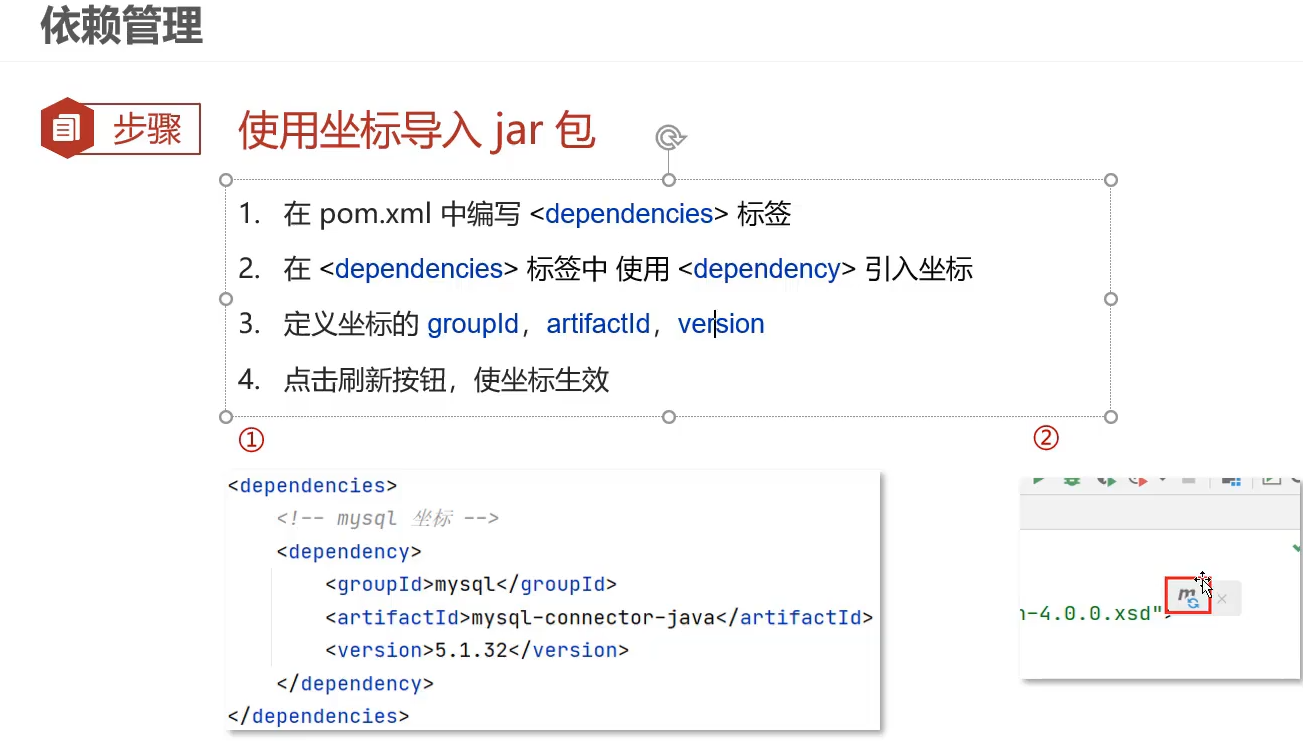 依赖管理
步骤
使用坐标导入 jar 包
1. 在 pom.xml 中编写 <dependencies> 标签
2. 在 <dependencies> 标签中 使用 <dependency> 引入坐标
3. 定义坐标的 groupId，artifactId，version
4. 点击刷新按钮，使坐标生效
①
②
<dependencies>
<!-- mysql 坐标 -->
<dependency>
<groupId>mysql</groupId>
<artifactId>mysql-connector-java</artifactId>
<version>5.1.32</version>
</dependency>
</dependencies>
m
n-4.0.0.xsd">